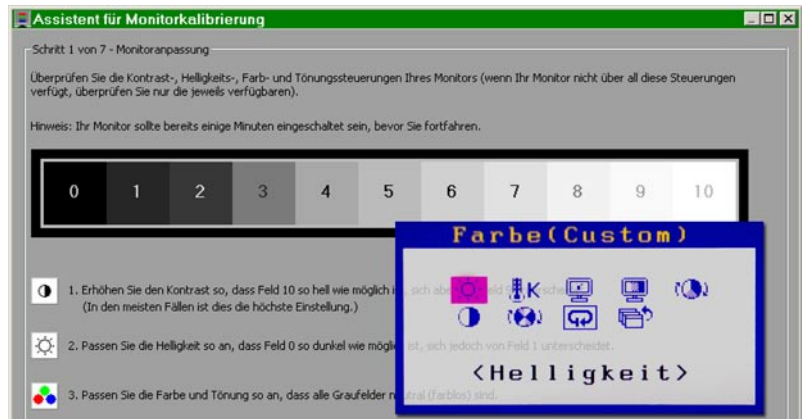 Assistent für Monitorkalibrierung
Schritt 1 von 7 - Monitoranpassung
Überprüfen Sie die Kontrast-, Helligkeits-, Farb- und Tönungssteuerungen Ihres Monitors (wenn Ihr Monitor nicht über all diese Steuerungen
verfügt, überprüfen Sie nur die jeweils verfügbaren).
Hinweis: Ihr Monitor sollte bereits einige Minuten eingeschaltet sein, bevor Sie fortfahren.
0 1 2 3 4 5 6 7 8 9 10
Farbe(Custom)
K
1. Erhöhen Sie den Kontrast so, dass Feld 10 so hell wie möglich ist, sich
(In den meisten Fällen ist dies die höchste Einstellung.)
2. Passen Sie die Helligkeit so an, dass Feld 0 so dunkel wie möglich ist, sich jedoch von Feld 1 unterscheidet.
<Helligkeit>
3. Passen Sie die Farbe und Tönung so an, dass alle Graufelder neutral (farblos) sind.